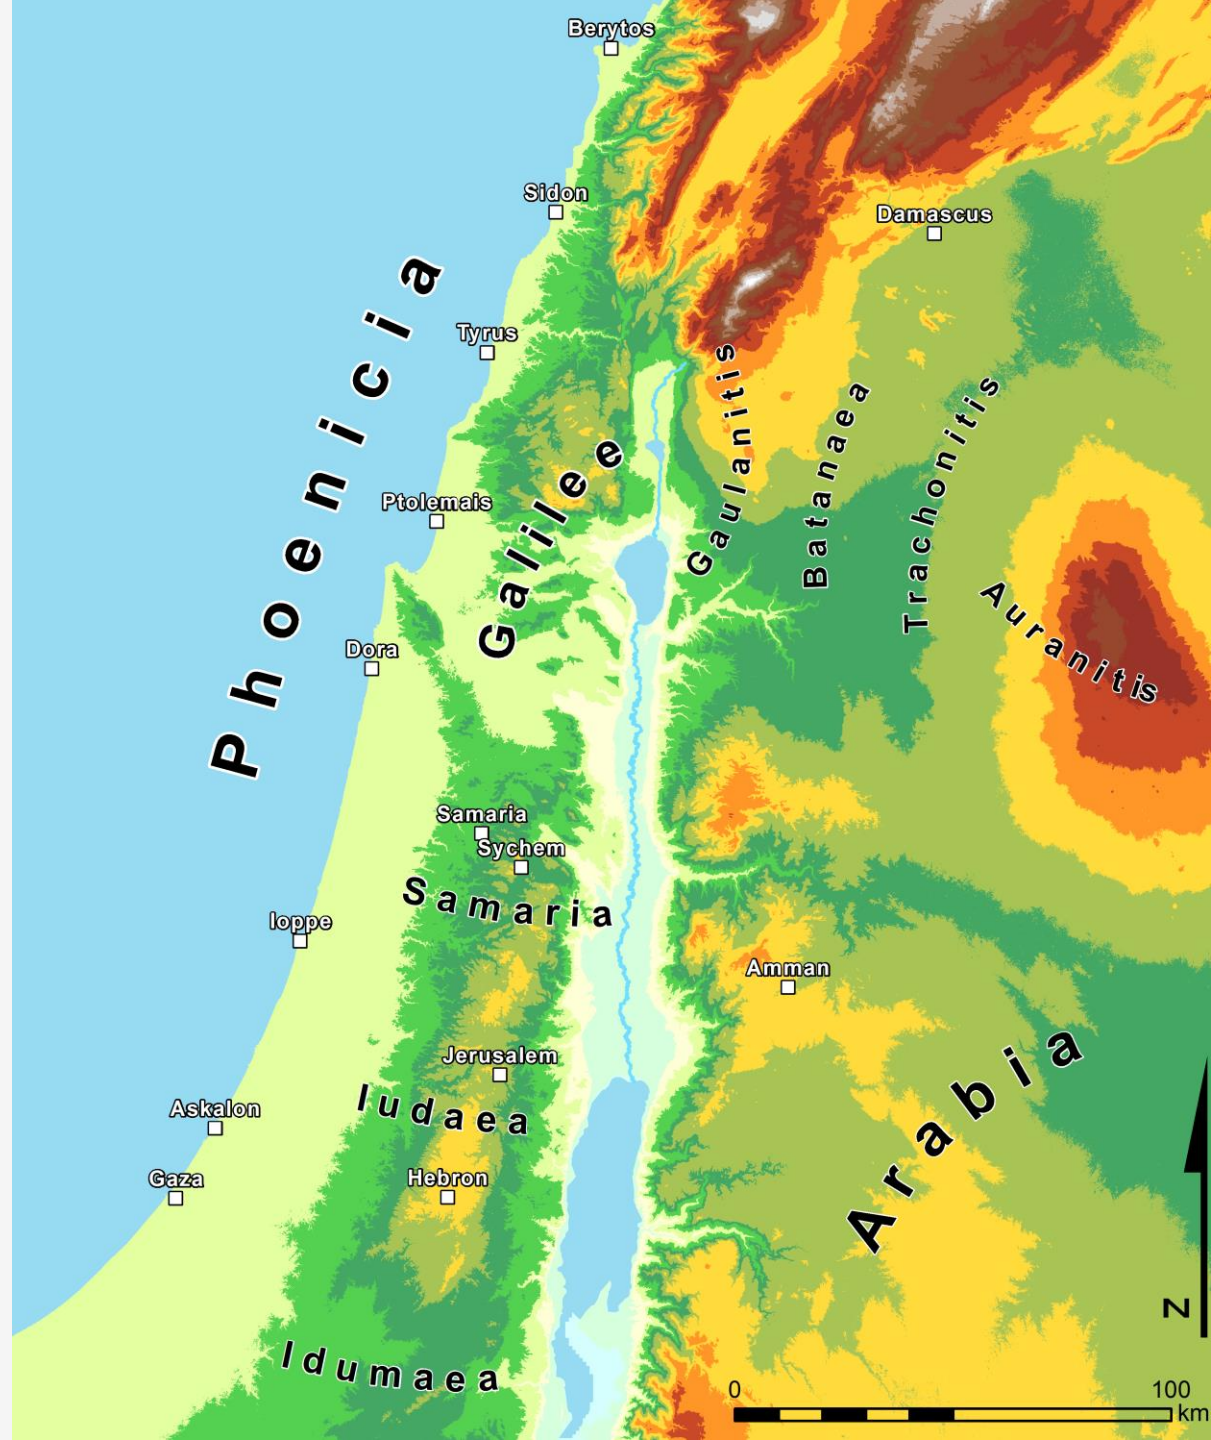 Berytos
Sidon
Damascus
Phoenicia
Tyrus
Gaulanitis
Batanaea
Trachonitis
Galilee
Ptolemais
Auranitis
Dora
Samaria
Sychem
Samaria
Ioppe
Amman
Arabia
Jerusalem
Iudaea
Askalon
Hebron
Gaza
Idumaea
N
0 100
km